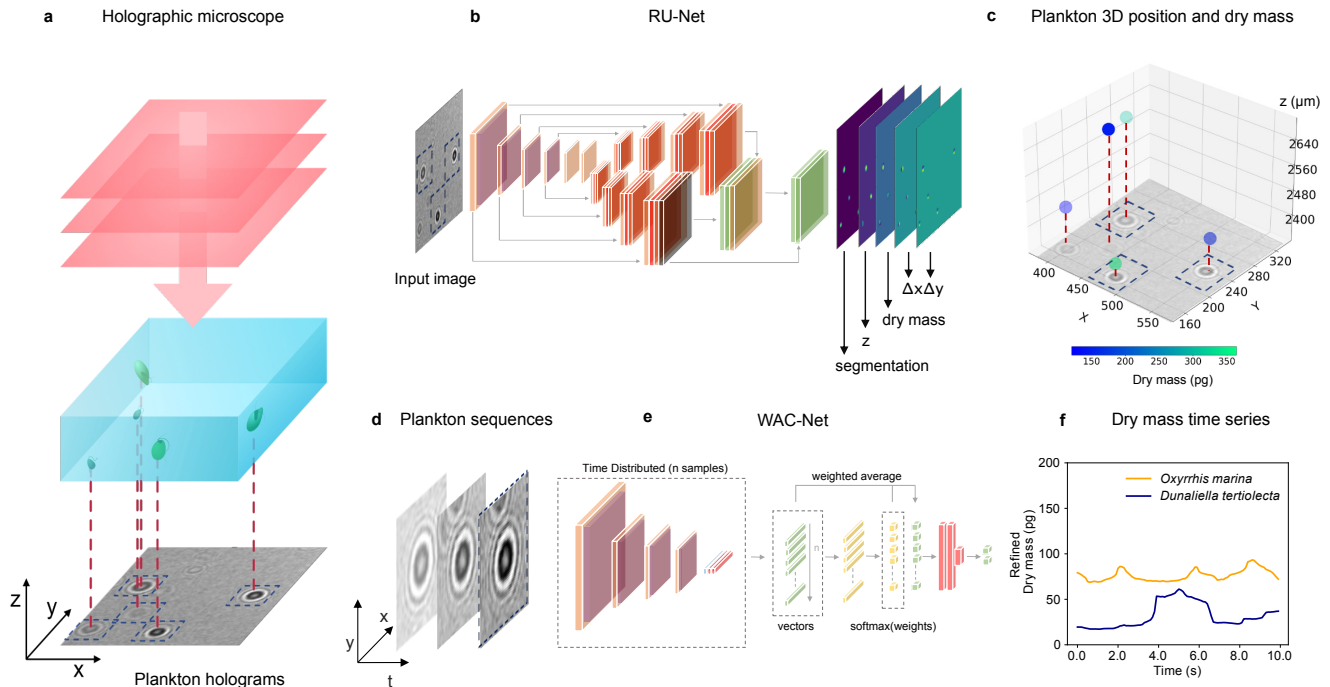 a Holographic microscope
z
y
x
Plankton holograms
b RU-Net
Input image
Δx Δy
dry mass
z
segmentation
c Plankton 3D position and dry mass
z (μm)
2640
2560
2480
2400
400
450
500
550
X
160
200
240
280
320
Y
150 200 250 300 350
Dry mass (pg)
d Plankton sequences
y
x
t
e WAC-Net
Time Distributed (n samples)
weighted average
n
vectors
softmax(weights)
f Dry mass time series
Refined
Dry mass (pg)
200
150
100
50
0
Oxyrrhis marina
Dunaliella tertiolecta
0.0 2.0 4.0 6.0 8.0 10.0
Time (s)